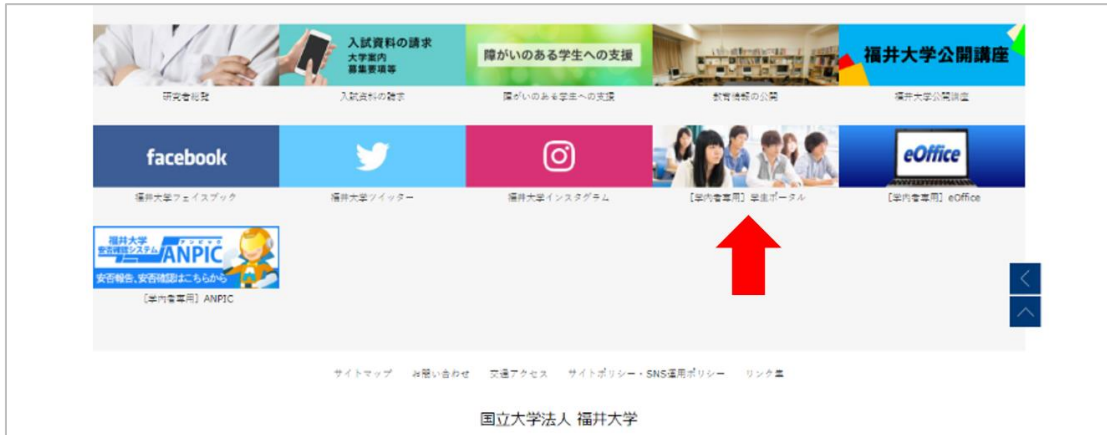 入試資料の請求
大学案内
募集要項等
障がいのある学生への支援
福井大学公開講座
研究者総覧
入試資料の請求
障がいのある学生への支援
教育情報の公開
福井大学公開講座
facebook
eOffice
福井大学フェイスブック
福井大学ツイッター
福井大学インスタグラム
[学内者専用] 学生ポータル
[学内者専用] eOffice
福井大学
アンピック
安否確認システム ANPIC
安否報告、安否確認はこちらから
[学内者専用] ANPIC
サイトマップ お問い合わせ 交通アクセス サイトポリシー・SNS運用ポリシー リンク集
国立大学法人 福井大学